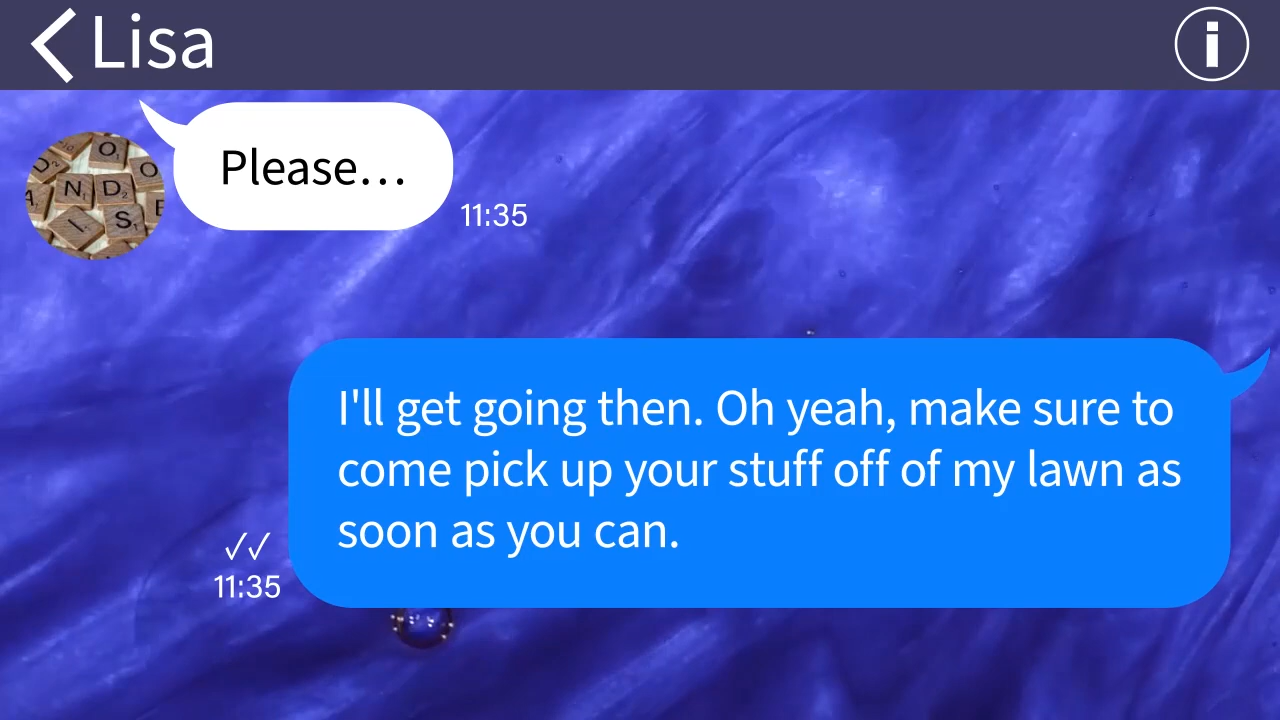 Lisa
Please...
11:35
I'll get going then. Oh yeah, make sure to
come pick up your stuff off of my lawn as
soon as you can.
11:35